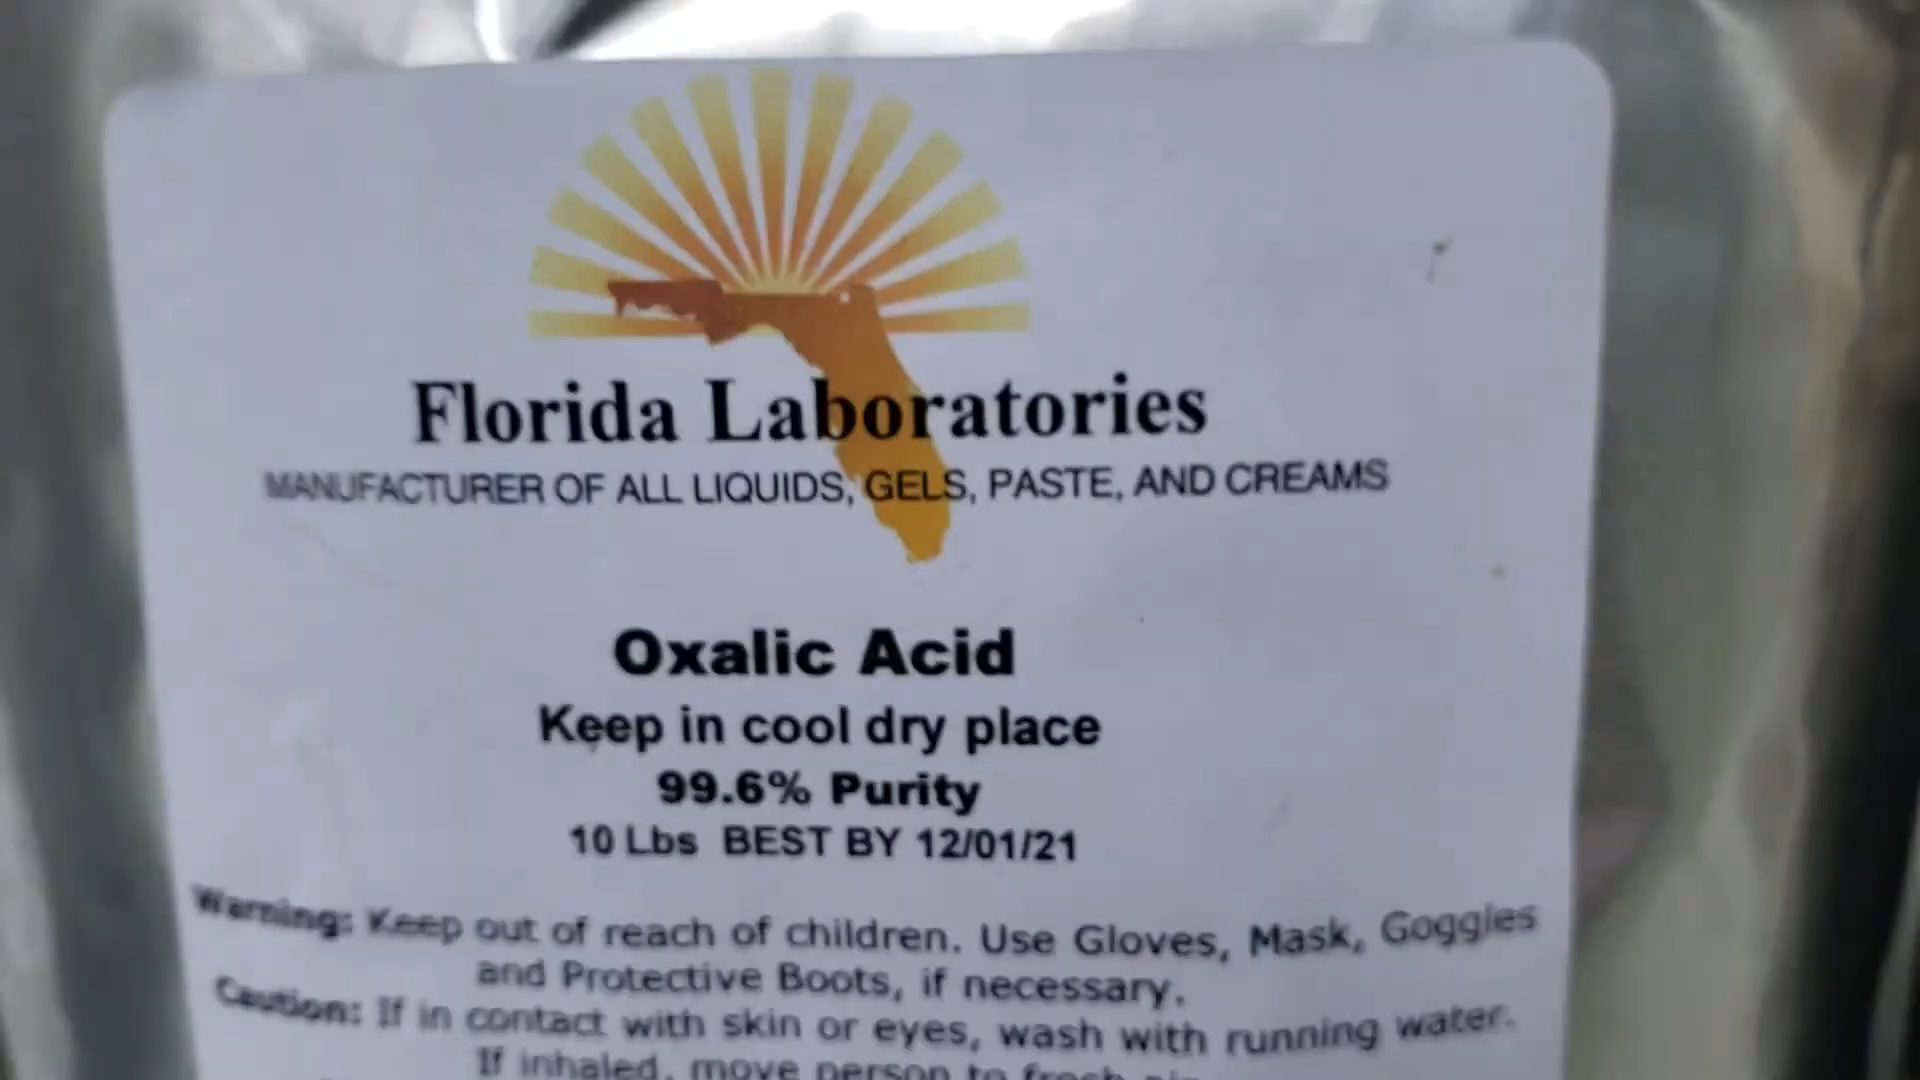 Florida Laboratories
MANUFACTURER OF ALL LIQUIDS, GELS, PASTE, AND CREAMS
Oxalic Acid
Keep in cool dry place
99.6% Purity
10 Lbs BEST BY 12/01/21
Warning: Keep out of reach of children. Use Gloves, Mask, Goggles
and Protective Boots, if necessary.
Caution: If in contact with skin or eyes, wash with running water.
If inhaled, move person to fresh air